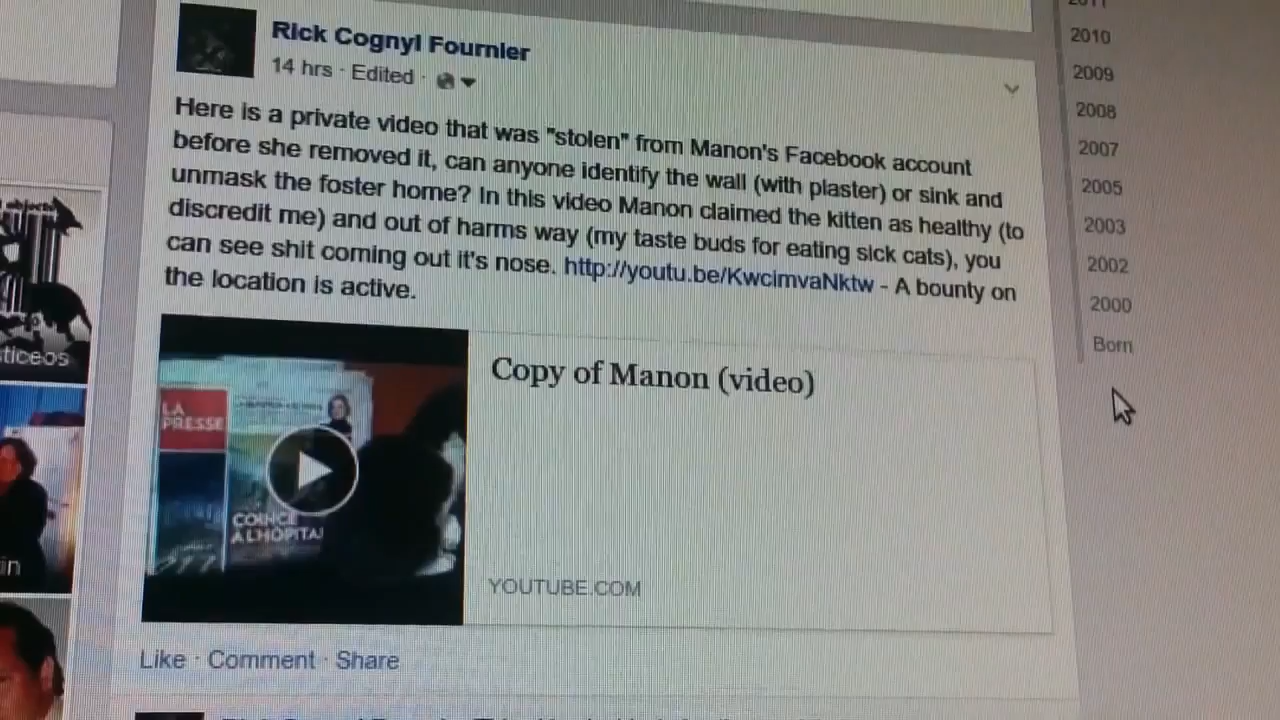 2011
2010
2009
2008
2007
2005
2003
2002
2000
Born
Rick Cognyl Fournier
14 hrs · Edited ·
Here is a private video that was "stolen" from Manon's Facebook account
before she removed it, can anyone identify the wall (with plaster) or sink and
unmask the foster home? In this video Manon claimed the kitten as healthy (to
discredit me) and out of harms way (my taste buds for eating sick cats), you
can see shit coming out it's nose. http://youtu.be/KwcimvaNktw - A bounty on
the location is active.
LA
PRESSE
COINCÉ
À L'HÔPITAL
Copy of Manon (video)
YOUTUBE.COM
Like · Comment · Share
ticeos
in